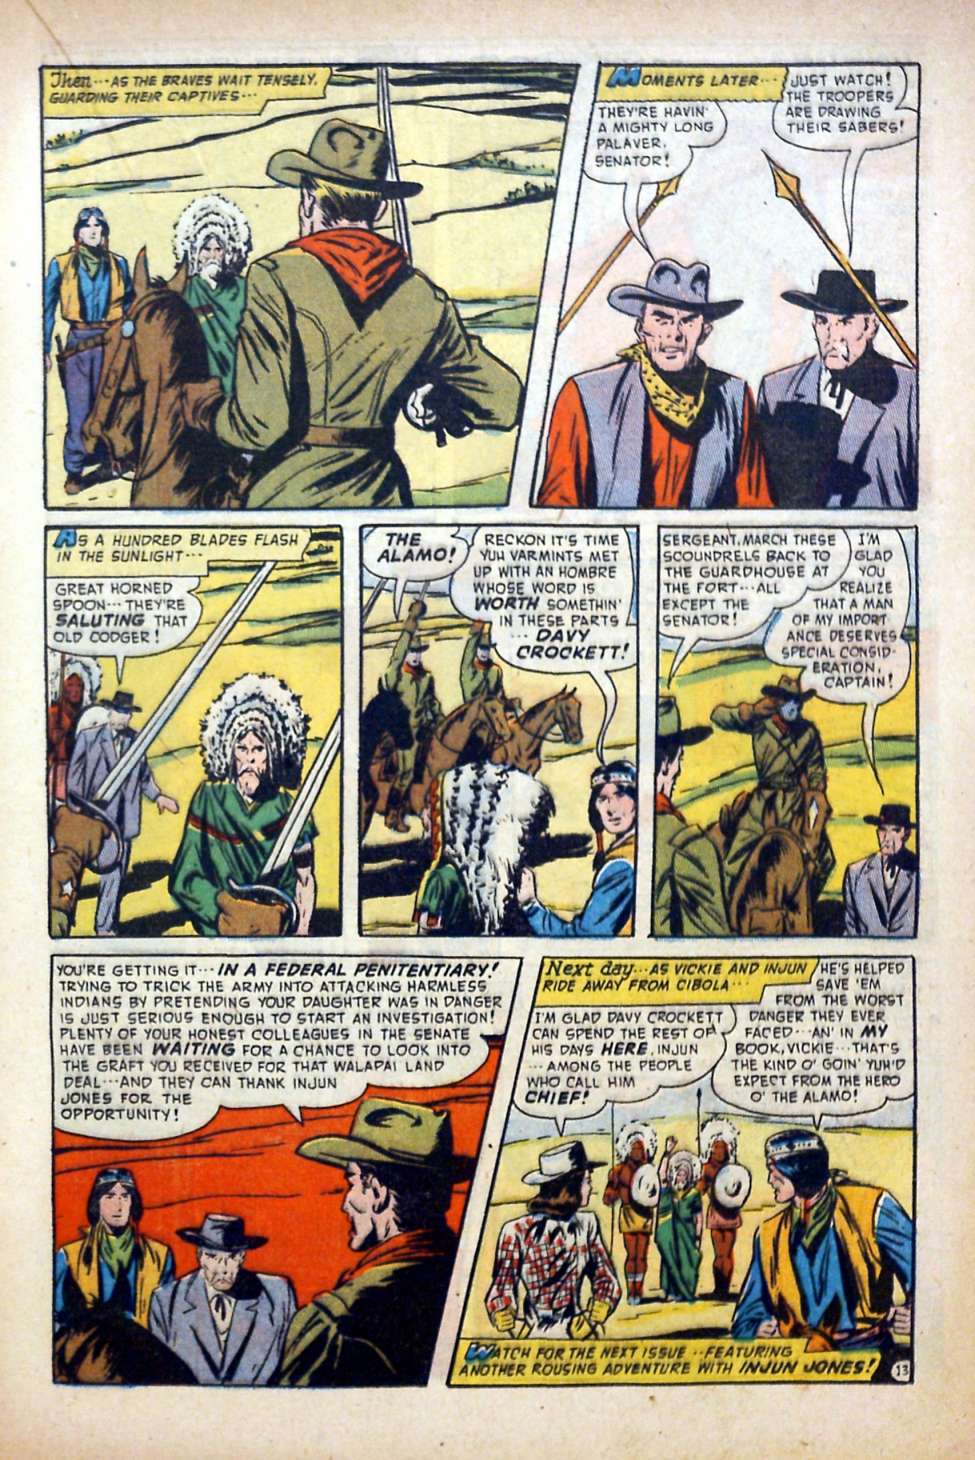 Then...AS THE BRAVES WAIT TENSELY,
GUARDING THEIR CAPTIVES...
MOMENTS LATER...
THEY'RE HAVIN'
A MIGHTY LONG
PALAVER,
SENATOR!
JUST WATCH!
THE TROOPERS
ARE DRAWING
THEIR SABERS!
AS A HUNDRED BLADES FLASH
IN THE SUNLIGHT...
GREAT HORNED
SPOON...THEY'RE
SALUTING THAT
OLD CODGER!
THE
ALAMO!
RECKON IT'S TIME
YUH VARMINTS MET
UP WITH AN HOMBRE
WHOSE WORD IS
WORTH SOMETHIN'
IN THESE PARTS
...DAVY
CROCKETT!
SERGEANT, MARCH THESE
SCOUNDRELS BACK TO
THE GUARDHOUSE AT
THE FORT...ALL
EXCEPT THE
SENATOR!
I'M
GLAD
YOU
REALIZE
THAT A MAN
OF MY IMPORT
ANCE DESERVES
SPECIAL CONSID-
ERATION,
CAPTAIN!
YOU'RE GETTING IT...IN A FEDERAL PENITENTIARY!
TRYING TO TRICK THE ARMY INTO ATTACKING HARMLESS
INDIANS BY PRETENDING YOUR DAUGHTER WAS IN DANGER
IS JUST SERIOUS ENOUGH TO START AN INVESTIGATION!
PLENTY OF YOUR HONEST COLLEAGUES IN THE SENATE
HAVE BEEN WAITING FOR A CHANCE TO LOOK INTO
THE GRAFT YOU RECEIVED FOR THAT WALAPAI LAND
DEAL...AND THEY CAN THANK INJUN
JONES FOR THE
OPPORTUNITY!
Next day...AS VICKIE AND INJUN
RIDE AWAY FROM CIBOLA...
I'M GLAD DAVY CROCKETT
CAN SPEND THE REST OF
HIS DAYS HERE, INJUN
...AMONG THE PEOPLE
WHO CALL HIM
CHIEF!
HE'S HELPED
SAVE 'EM
FROM THE WORST
DANGER THEY EVER
FACED...AN' IN MY
BOOK, VICKIE...THAT'S
THE KIND O' GOIN' YUH'D
EXPECT FROM THE HERO
O' THE ALAMO!
WATCH FOR THE NEXT ISSUE..FEATURING
ANOTHER ROUSING ADVENTURE WITH INJUN JONES!
13